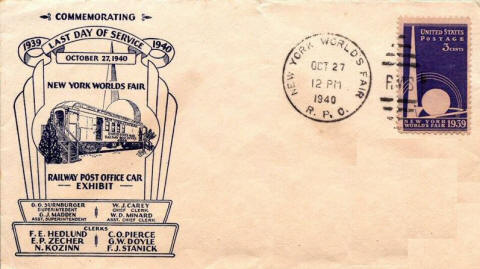 COMMEMORATING
LAST DAY OF SERVICE
1939 1940
OCTOBER 27, 1940
NEW YORK WORLDS FAIR
RAILWAY POST OFFICE CAR
EXHIBIT
SUPERINTENDENT
G. J. MADDEN
ASST. SUPERINTENDENT
W. J. CAREY
CHIEF CLERK
W. D. MINARD
ASST. CHIEF CLERK
CLERKS
F. E. HEDLUND
E. P. ZECHER
N. KOZINN
C. O. PIERCE
G. W. DOYLE
F. J. STANICK
NEW YORK WORLD'S FAIR
OCT 27
12 PM
1940
R. P. O.
RMS
UNITED STATES
POSTAGE
3 CENTS
NEW YORK
WORLD'S FAIR 1939